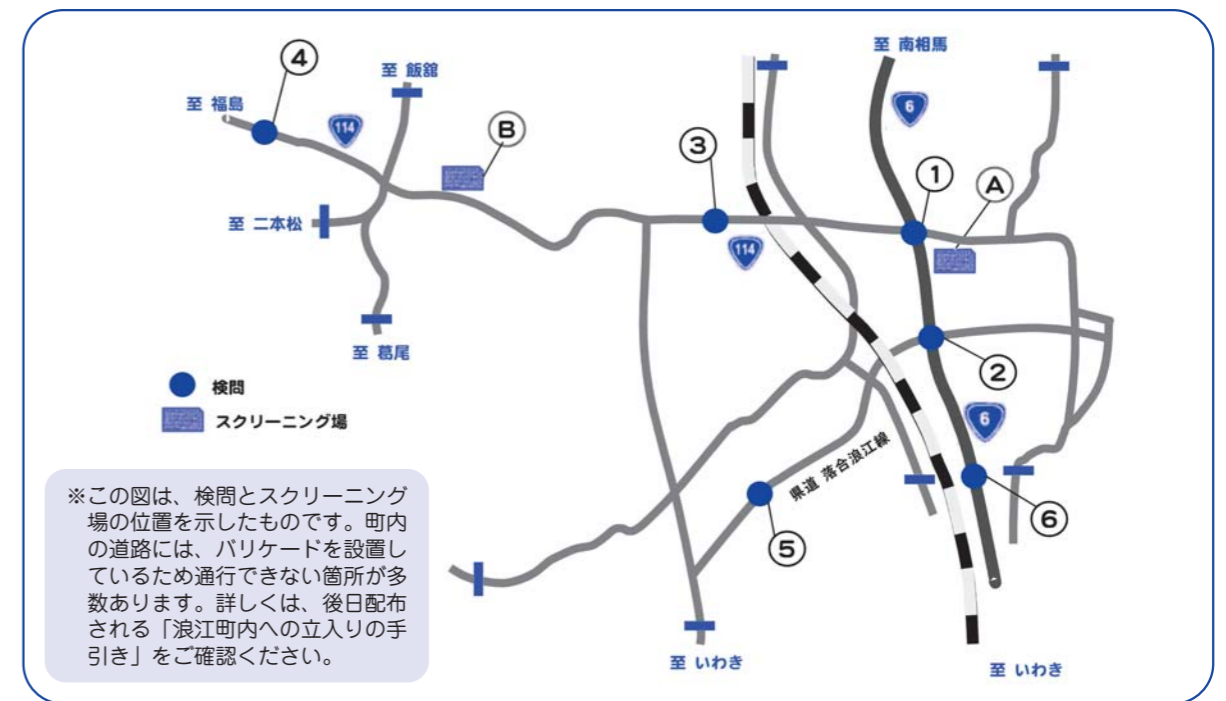 至 南相馬
④
至 飯舘
至 福島
114
6
Ⓑ
③
①
Ⓐ
至 二本松
114
至 葛尾
②
検問
6
スクリーニング場
県道 落合浪江線
⑥
⑤
※この図は、検問とスクリーニング
場の位置を示したものです。町内
の道路には、バリケードを設置し
ているため通行できない箇所が多
数あります。詳しくは、後日配布
される「浪江町内への立入りの手
引き」をご確認ください。
至 いわき
至 いわき